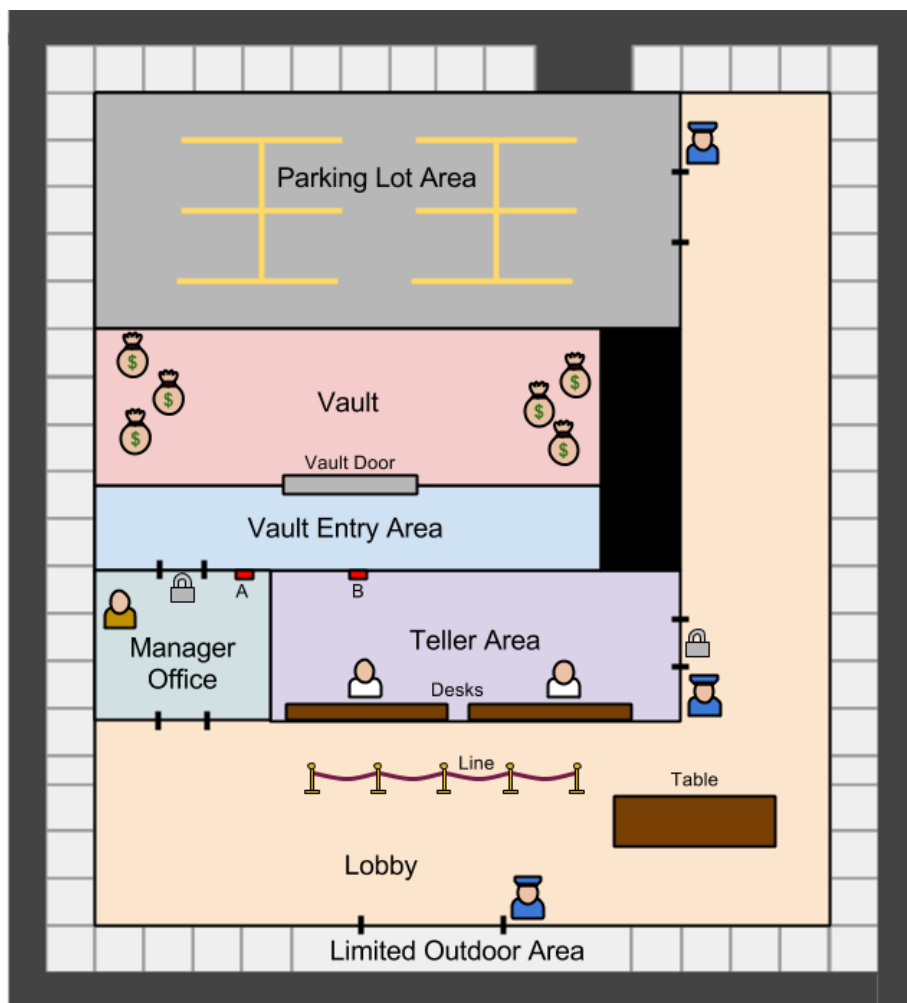 Parking Lot Area
$
$
$
$
$
$
Vault
Vault Door
Vault Entry Area
A
B
Manager
Office
Teller Area
Desks
Line
Table
Lobby
Limited Outdoor Area